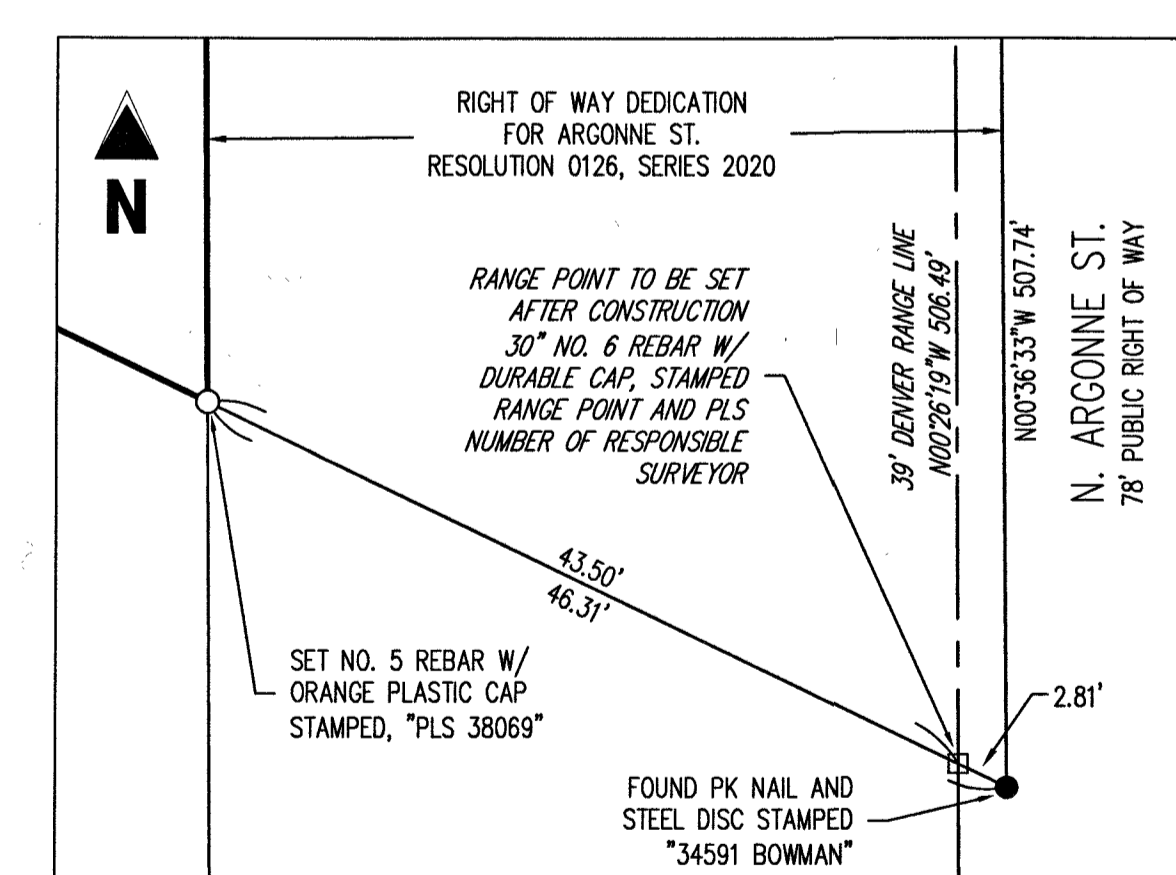 RIGHT OF WAY DEDICATION
FOR ARGONNE ST.
RESOLUTION 0126, SERIES 2020
N
RANGE POINT TO BE SET
AFTER CONSTRUCTION
30" NO. 6 REBAR W/
DURABLE CAP, STAMPED
RANGE POINT AND PLS
NUMBER OF RESPONSIBLE
SURVEYOR
39' DENVER RANGE LINE
N00°26'19"W 506.49'
N00°36'33"W 507.74'
N. ARGONNE ST.
78' PUBLIC RIGHT OF WAY
43.50'
46.31'
SET NO. 5 REBAR W/
ORANGE PLASTIC CAP
STAMPED, "PLS 38069"
2.81'
FOUND PK NAIL AND
STEEL DISC STAMPED
"34591 BOWMAN"